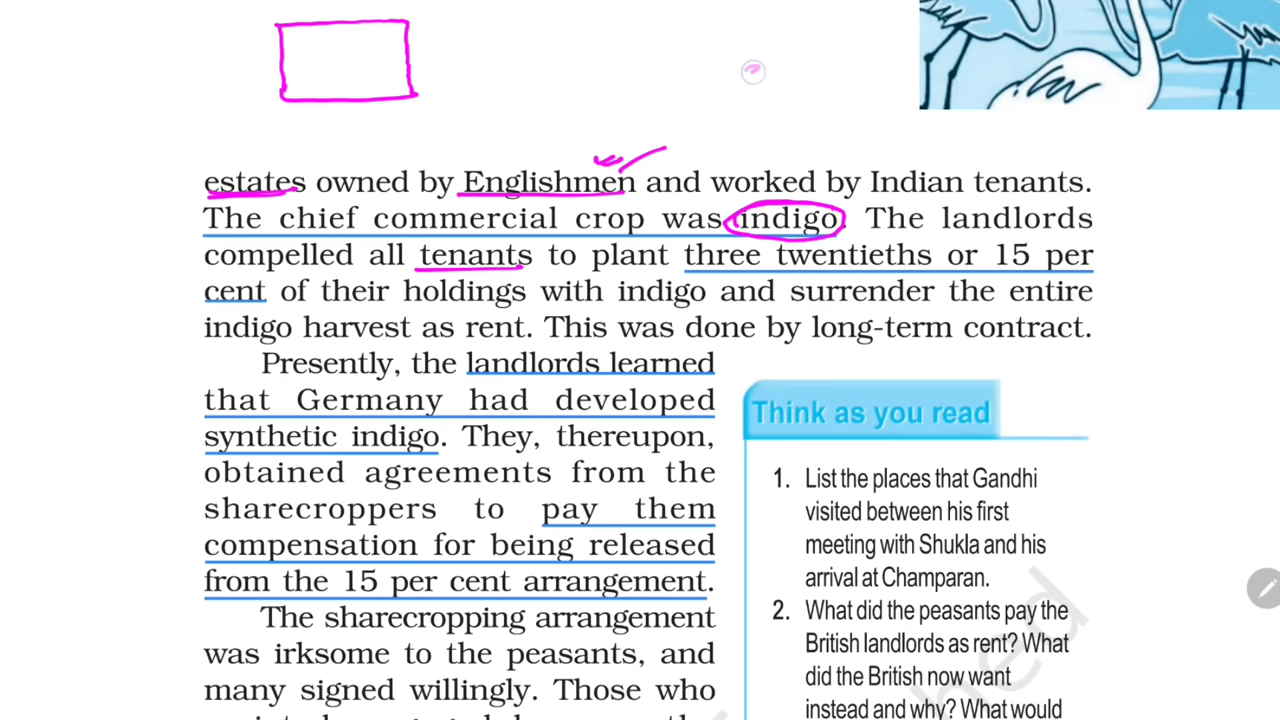 estates owned by Englishmen and worked by Indian tenants.
The chief commercial crop was indigo. The landlords
compelled all tenants to plant three twentieths or 15 per
cent of their holdings with indigo and surrender the entire
indigo harvest as rent. This was done by long-term contract.
Presently, the landlords learned
that Germany had developed
synthetic indigo. They, thereupon,
obtained agreements from the
sharecroppers to pay them
compensation for being released
from the 15 per cent arrangement.
The sharecropping arrangement
was irksome to the peasants, and
many signed willingly. Those who
Think as you read
1. List the places that Gandhi
visited between his first
meeting with Shukla and his
arrival at Champaran.
2. What did the peasants pay the
British landlords as rent? What
did the British now want
instead and why? What would